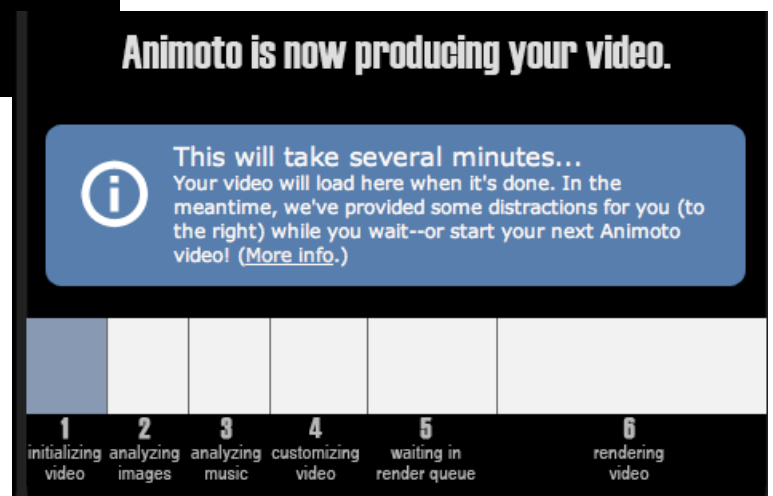 Animoto is now producing your video.
This will take several minutes...
Your video will load here when it's done. In the
meantime, we've provided some distractions for you (to
the right) while you wait--or start your next Animoto
video! (More info.)
1
initializing
video
2
analyzing
images
3
analyzing
music
4
customizing
video
5
waiting in
render queue
6
rendering
video